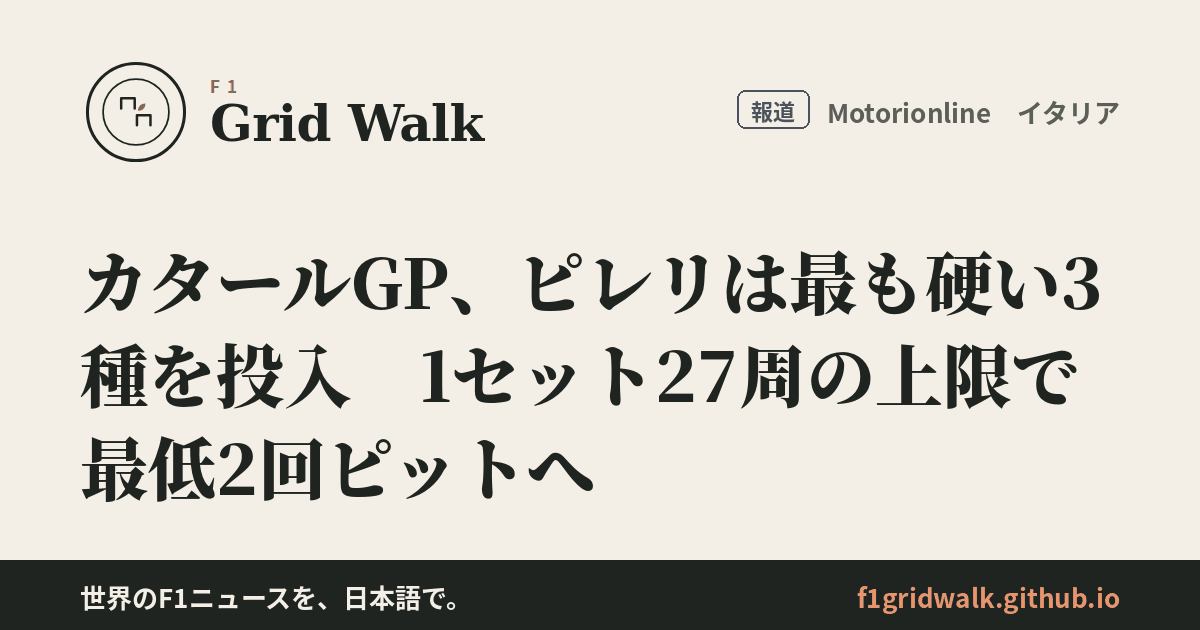 F1
Grid Walk
報道 Motorionline イタリア
カタールGP、ピレリは最も硬い3
種を投入　1セット27周の上限で
最低2回ピットへ
世界のF1ニュースを、日本語で。
f1gridwalk.github.io